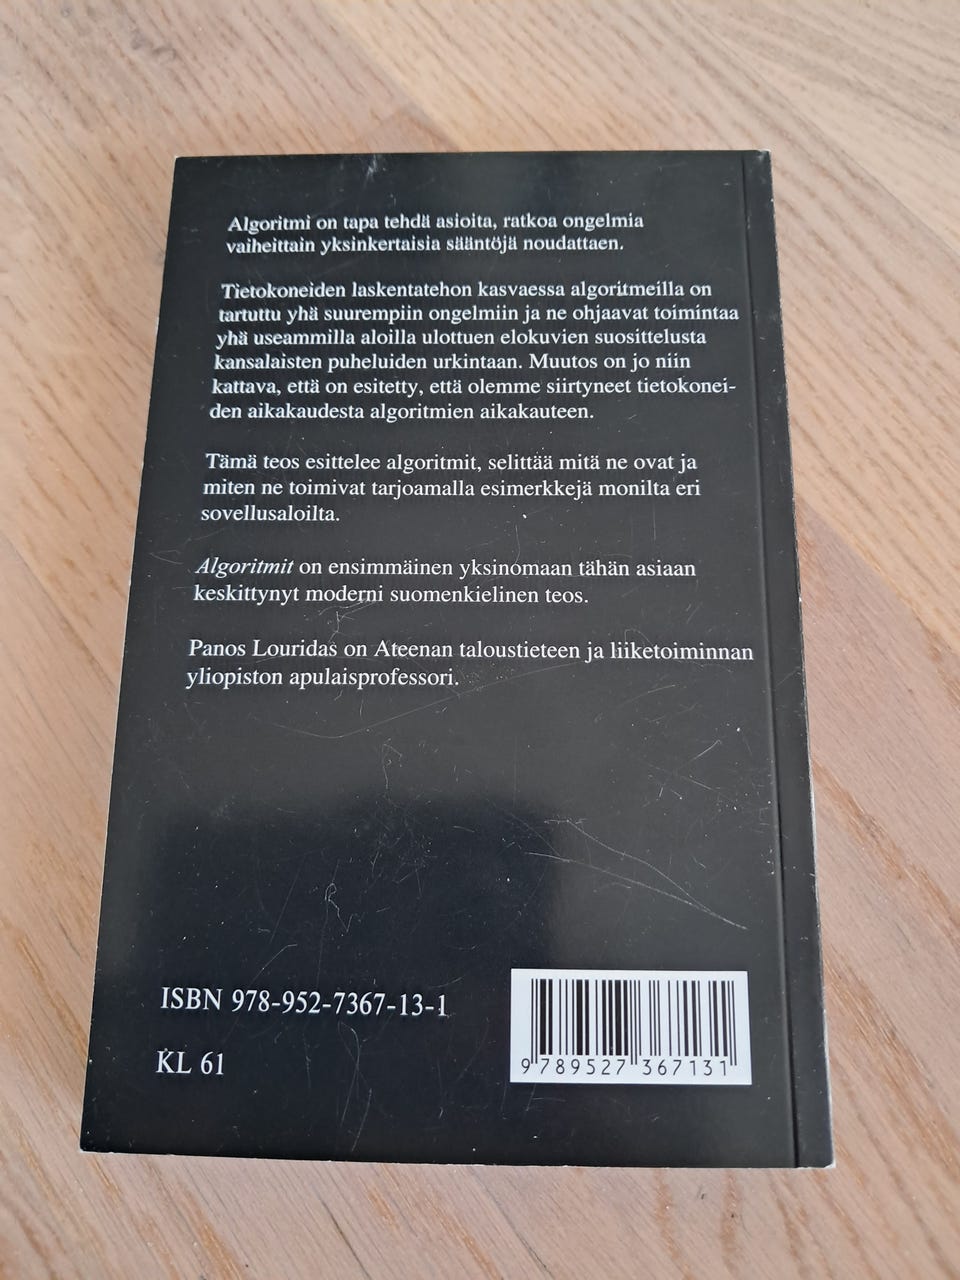 Algoritmi on tapa tehdä asioita, ratkoa ongelmia
vaiheittain yksinkertaisia sääntöjä noudattaen.
Tietokoneiden laskentatehon kasvaessa algoritmeilla on
tartuttu yhä suurempiin ongelmiin ja ne ohjaavat toimintaa
yhä useammilla aloilla ulottuen elokuvien suosittelusta
kansalaisten puheluiden urkintaan. Muutos on jo niin
kattava, että on esitetty, että olemme siirtyneet tietokonei-
den aikakaudesta algoritmien aikakauteen.
Tämä teos esittelee algoritmit, selittää mitä ne ovat ja
miten ne toimivat tarjoamalla esimerkkejä monilta eri
sovellusaloilta.
Algoritmit on ensimmäinen yksinomaan tähän asiaan
keskittynyt moderni suomenkielinen teos.
Panos Louridas on Ateenan taloustieteen ja liiketoiminnan
yliopiston apulaisprofessori.
ISBN 978-952-7367-13-1
KL 61
9 789527 367131